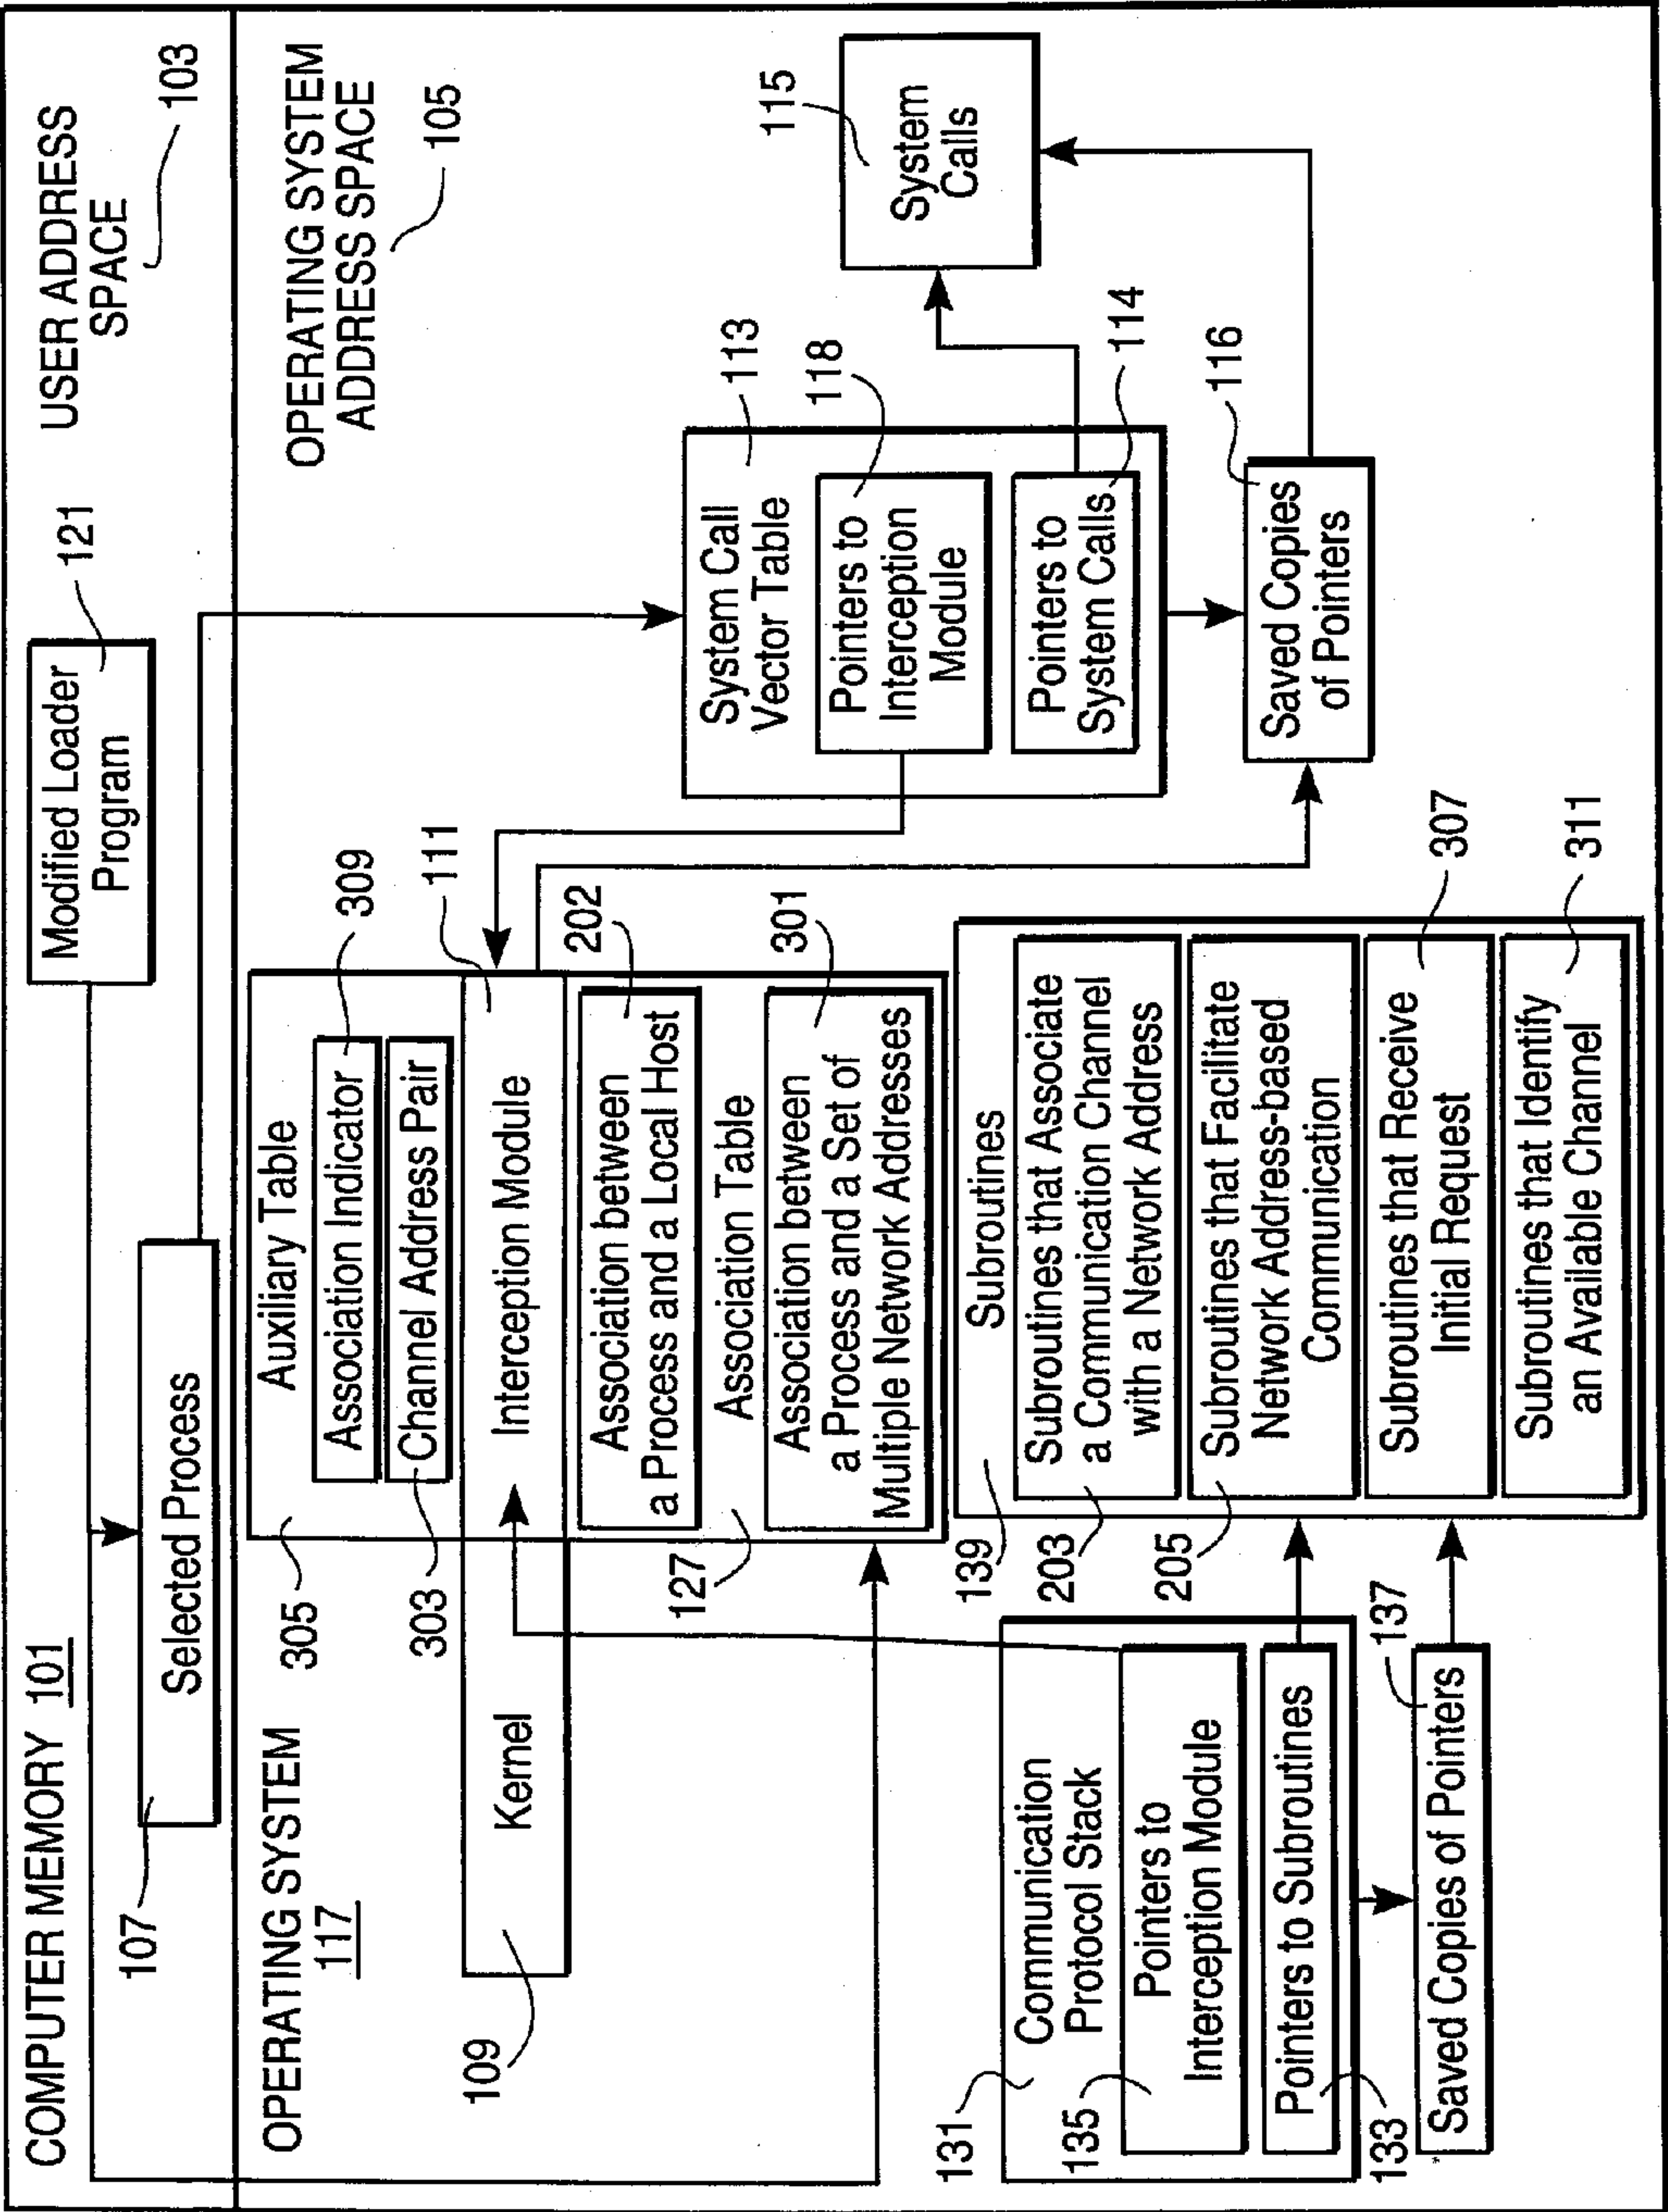 COMPUTER MEMORY 101
USER ADDRESS
SPACE
103
Modified Loader
Program
121
Selected Process
107
OPERATING SYSTEM
117
OPERATING SYSTEM
ADDRESS SPACE
105
Auxiliary Table
305
Association Indicator
309
Channel Address Pair
303
Kernel
109
Interception Module
111
Association between
a Process and a Local Host
202
Association Table
127
Association between
a Process and a Set of
Multiple Network Addresses
301
System Call
Vector Table
113
Pointers to
Interception
Module
118
Pointers to
System Calls
114
System
Calls
115
Saved Copies
of Pointers
116
Communication
Protocol Stack
131
Pointers to
Interception Module
135
Pointers to Subroutines
133
Saved Copies of Pointers
137
Subroutines
139
Subroutines that Associate
a Communication Channel
with a Network Address
203
Subroutines that Facilitate
Network Address-based
Communication
205
Subroutines that Receive
Initial Request
307
Subroutines that Identify
an Available Channel
311